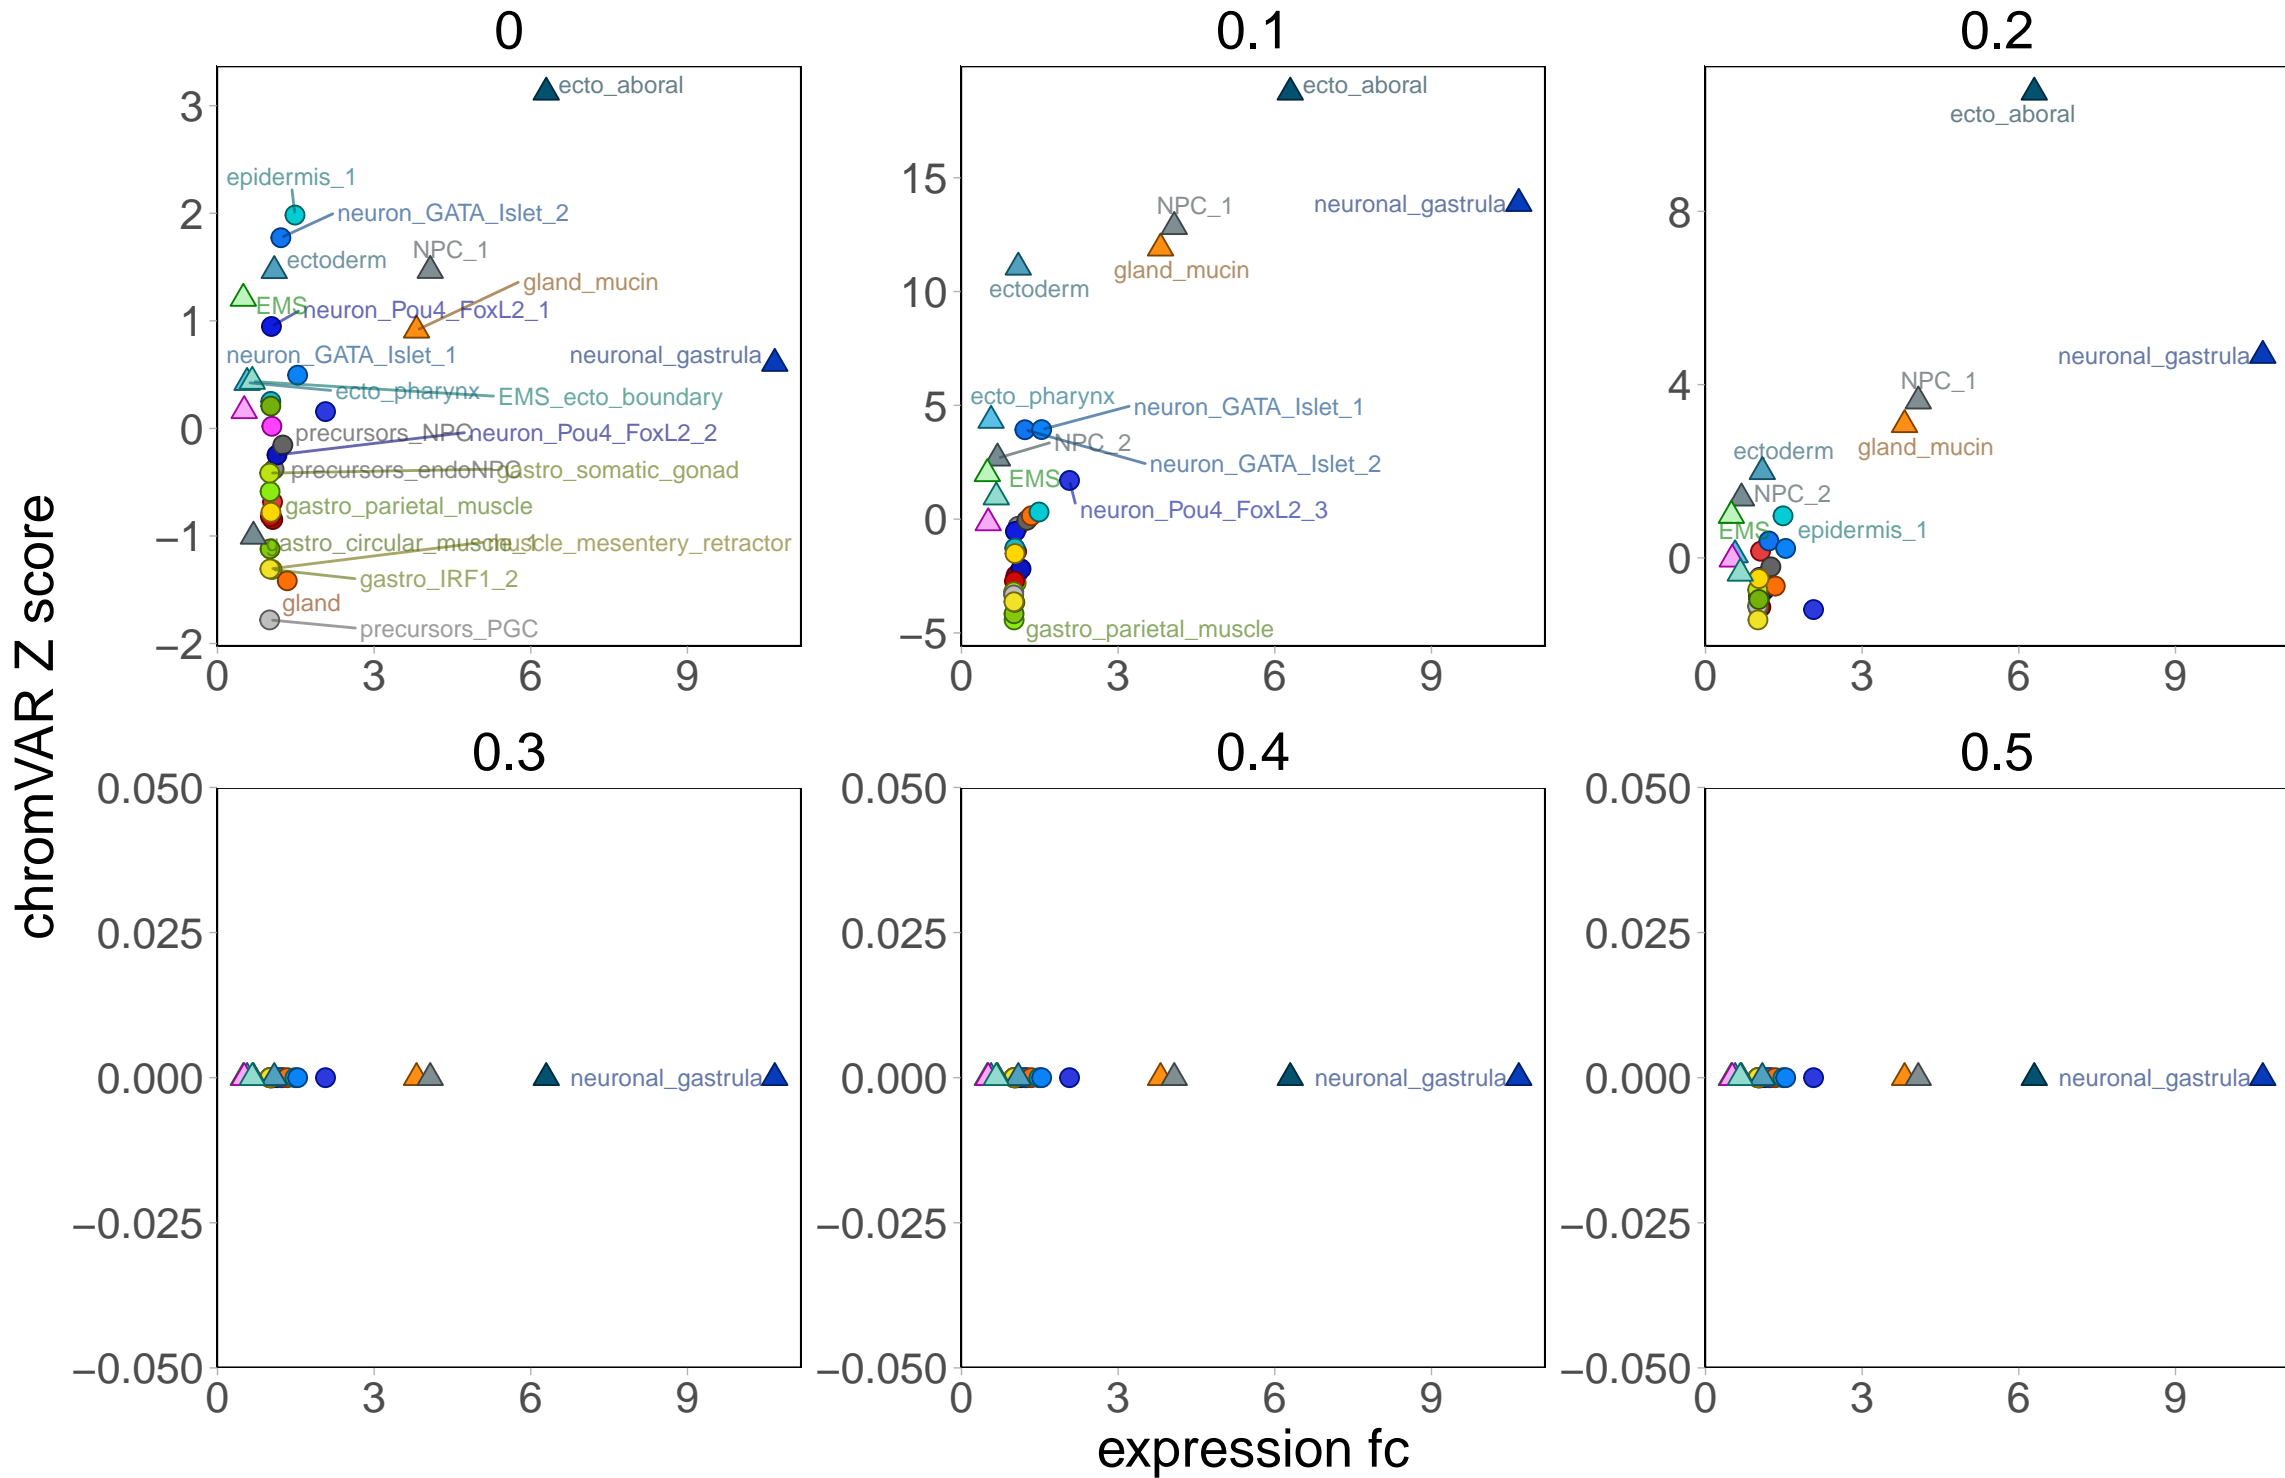 0
0.1
0.2
chromVAR Z score
3
2
1
0
−1
−2
ecto_aboral
epidermis_1
neuron_GATA_Islet_2
ectoderm
NPC_1
gland_mucin
EMS
neuron_Pou4_FoxL2_1
neuron_GATA_Islet_1
neuronal_gastrula
ecto_pharynx
EMS_ecto_boundary
precursors_NPC
neuron_Pou4_FoxL2_2
precursors_endoNPC
gastro_somatic_gonad
gastro_parietal_muscle
gastro_circular_muscle_1
muscle_mesentery_retractor
gastro_IRF1_2
gland
precursors_PGC
0 3 6 9
15
10
5
0
−5
ecto_aboral
NPC_1
neuronal_gastrula
gland_mucin
ectoderm
ecto_pharynx
neuron_GATA_Islet_1
NPC_2
neuron_GATA_Islet_2
EMS
neuron_Pou4_FoxL2_3
gastro_parietal_muscle
0 3 6 9
8
4
0
ecto_aboral
neuronal_gastrula
NPC_1
gland_mucin
ectoderm
NPC_2
EMS
epidermis_1
0 3 6 9
0.3
0.4
0.5
0.050
0.025
0.000
−0.025
−0.050
neuronal_gastrula
0 3 6 9
0.050
0.025
0.000
−0.025
−0.050
neuronal_gastrula
0 3 6 9
0.050
0.025
0.000
−0.025
−0.050
neuronal_gastrula
0 3 6 9
expression fc